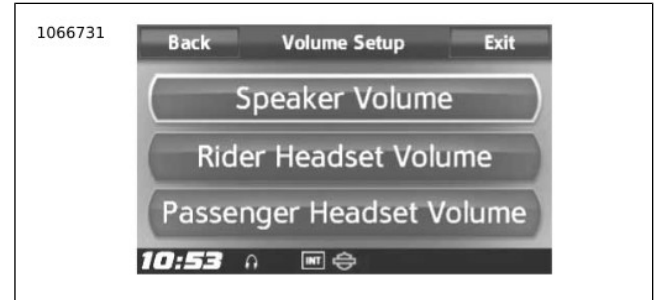 1066731
Back Volume Setup Exit
Speaker Volume
Rider Headset Volume
Passenger Headset Volume
10:53 INT